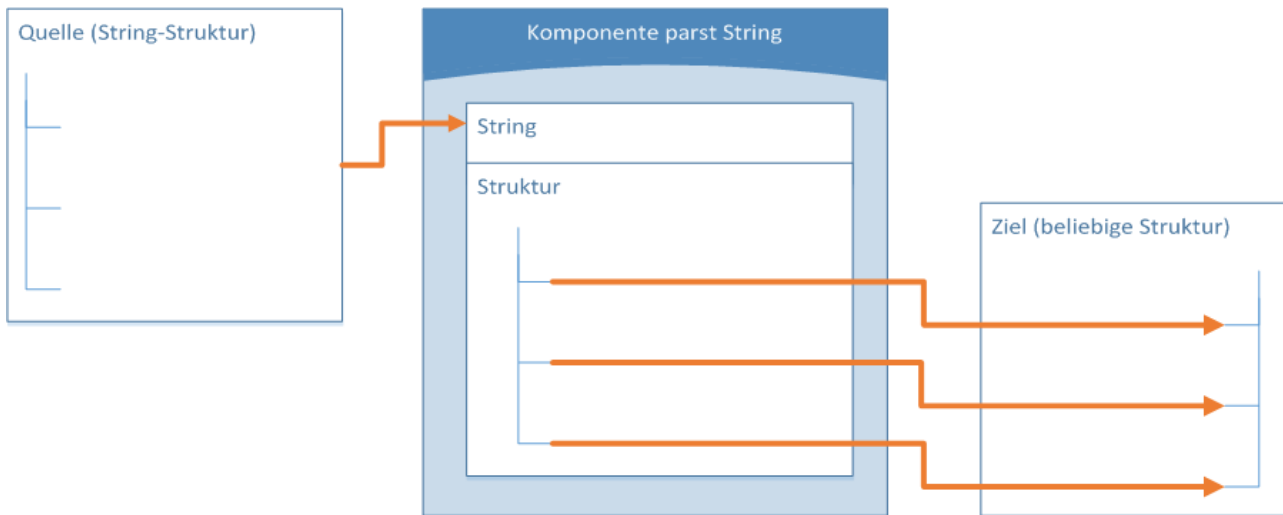 Quelle (String-Struktur)
Komponente parst String
String
Struktur
Ziel (beliebige Struktur)